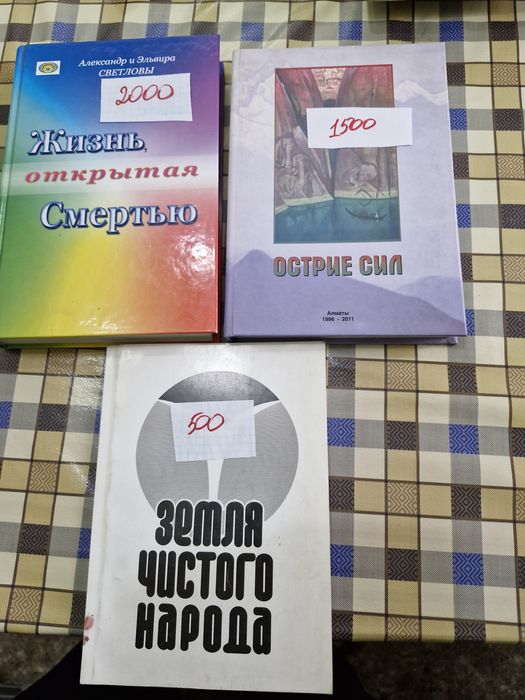 Александр и Эльвира
СВЕТЛОВЫ
2000
Жизнь,
открытая
Смертью
1500
ОСТРИЕ СИЛ
Алматы
1996 - 2011
500
ЗЕМЛЯ
ЧИСТОГО
НАРОДА